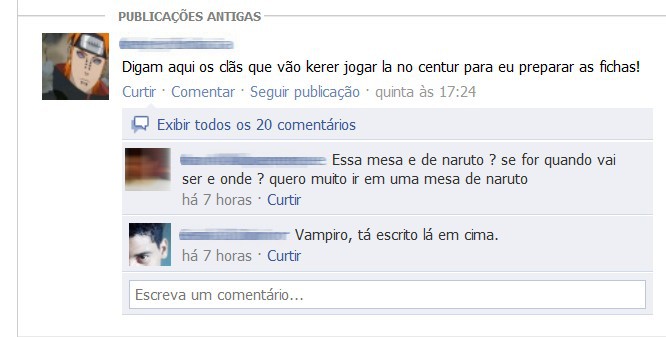 PUBLICAÇÕES ANTIGAS
Digam aqui os clãs que vão kerer jogar la no centur para eu preparar as fichas!
Curtir · Comentar · Seguir publicação · quinta às 17:24
Exibir todos os 20 comentários
Essa mesa e de naruto ? se for quando vai
ser e onde ? quero muito ir em uma mesa de naruto
há 7 horas · Curtir
Vampiro, tá escrito lá em cima.
há 7 horas · Curtir
Escreva um comentário...